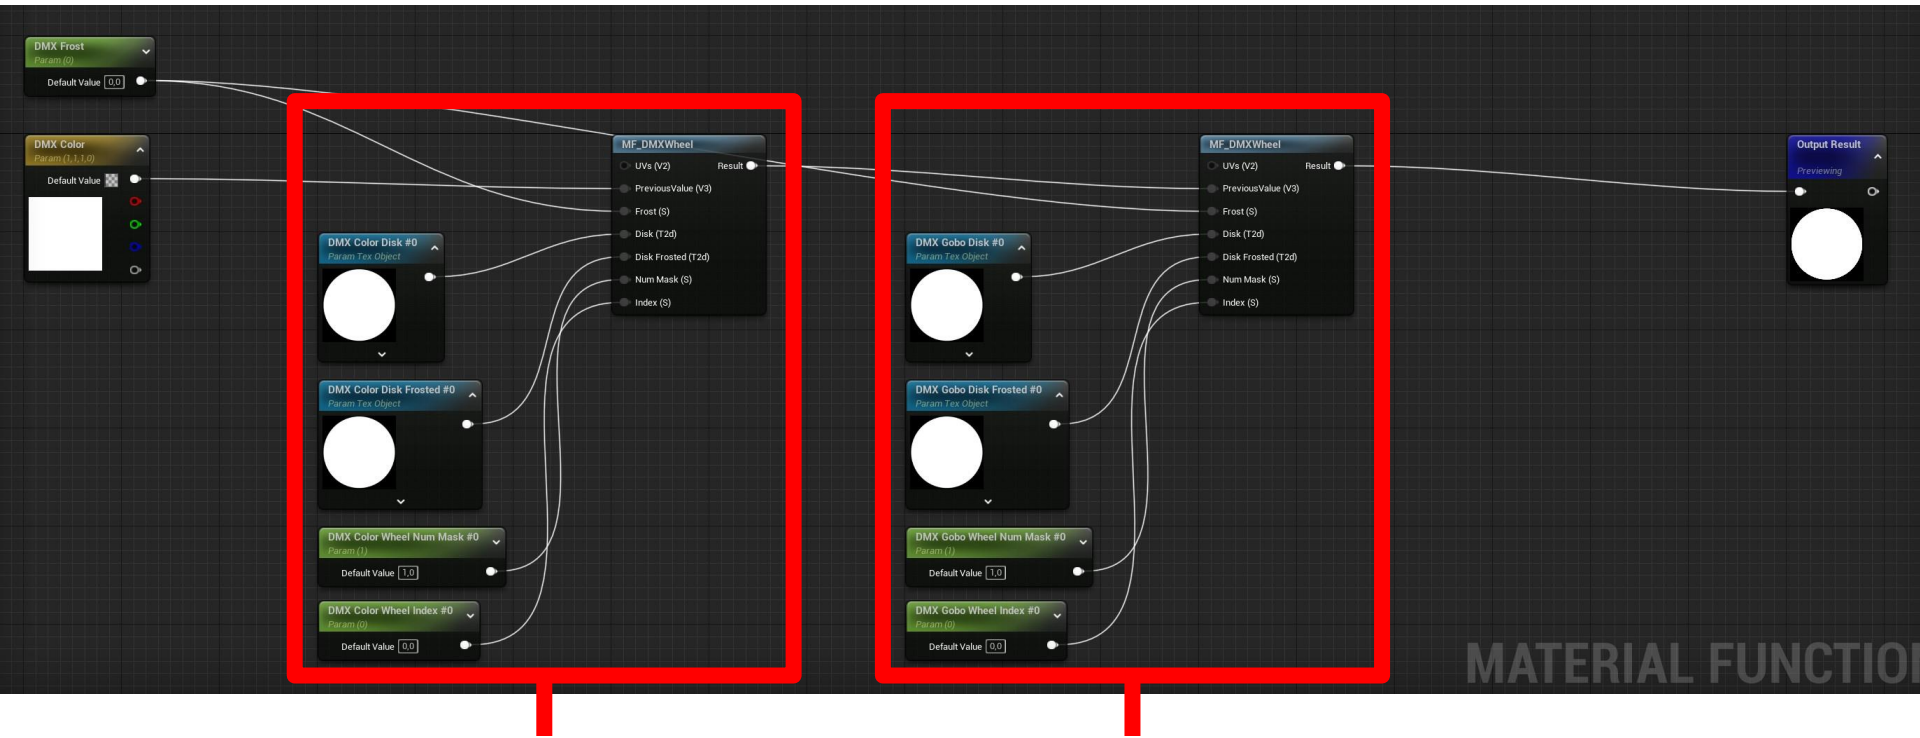 DMX Frost
Param (0)
Default Value 0,0
DMX Color
Param (1,1,1,0)
Default Value
MF_DMXWheel
UVs (V2) Result
PreviousValue (V3)
Frost (S)
Disk (T2d)
Disk Frosted (T2d)
Num Mask (S)
Index (S)
DMX Color Disk #0
Param Tex Object
DMX Color Disk Frosted #0
Param Tex Object
DMX Color Wheel Num Mask #0
Param (1)
Default Value 1,0
DMX Color Wheel Index #0
Param (0)
Default Value 0,0
MF_DMXWheel
UVs (V2) Result
PreviousValue (V3)
Frost (S)
Disk (T2d)
Disk Frosted (T2d)
Num Mask (S)
Index (S)
DMX Gobo Disk #0
Param Tex Object
DMX Gobo Disk Frosted #0
Param Tex Object
DMX Gobo Wheel Num Mask #0
Param (1)
Default Value 1,0
DMX Gobo Wheel Index #0
Param (0)
Default Value 0,0
Output Result
Previewing
MATERIAL FUNCTIO